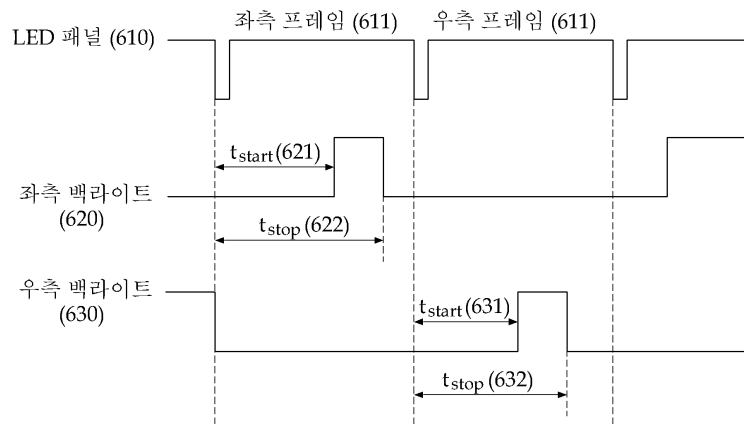 좌측 프레임 (611) 우측 프레임 (611)
LED 패널 (610)
tstart(621)
좌측 백라이트
(620)
tstop(622)
우측 백라이트
(630)
tstart(631)
tstop(632)